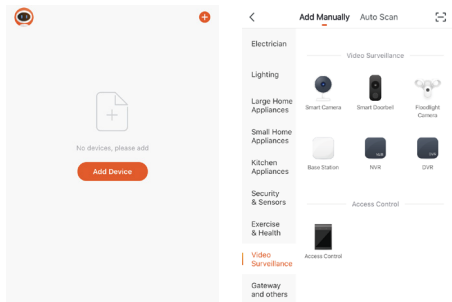 No devices, please add
Add Device
Add Manually Auto Scan
Electrician
Lighting
Large Home
Appliances
Small Home
Appliances
Kitchen
Appliances
Security
& Sensors
Exercise
& Health
Video
Surveillance
Gateway
and others
Video Surveillance
Smart Camera Smart Doorbell Floodlight
Camera
Base Station NVR DVR
Access Control
Access Control